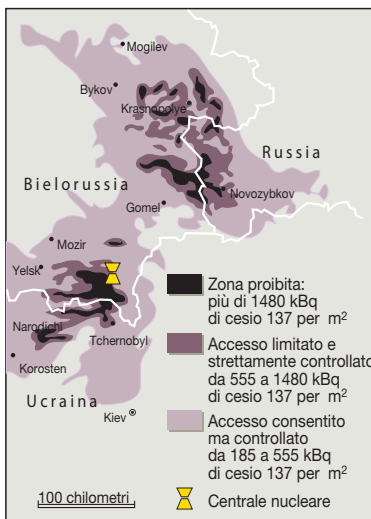 Mogilev
Bykov
Krasnopolye
Russia
Bielorussia
Novozybkov
Gomel
Mozir
Yelsk
Narodichi
Tchernobyl
Korosten
Ucraina
Kiev
Zona proibita:
più di 1480 kBq
di cesio 137 per m²
Accesso limitato e
strettamente controllato
da 555 a 1480 kBq
di cesio 137 per m²
Accesso consentito
ma controllato
da 185 a 555 kBq
di cesio 137 per m²
100 chilometri
Centrale nucleare